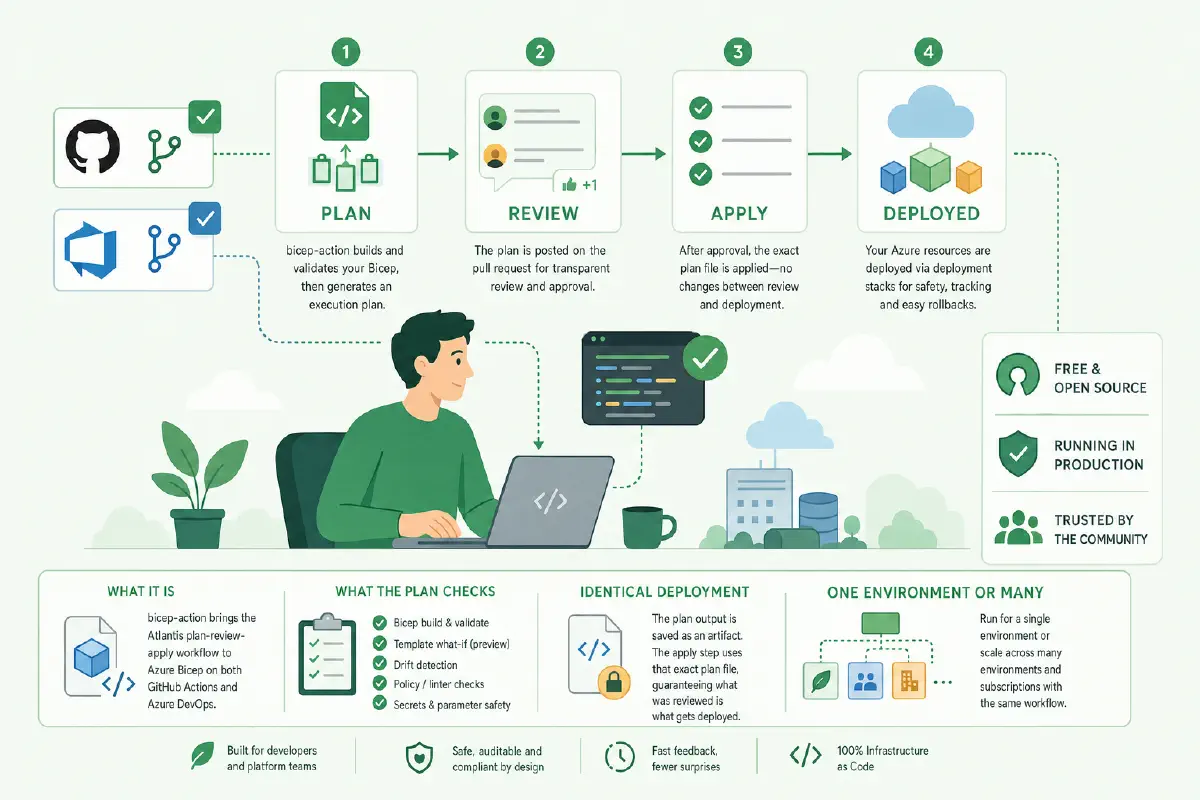 1
2
3
4
</>
PLAN
REVIEW
+1
APPLY
DEPLOYED
bicep-action builds and
validates your Bicep,
then generates an
execution plan.
The plan is posted on the
pull request for transparent
review and approval.
After approval, the exact
plan file is applied—no
changes between review
and deployment.
Your Azure resources are
deployed via deployment
stacks for safety, tracking
and easy rollbacks.
</>
FREE &
OPEN SOURCE
RUNNING IN
PRODUCTION
TRUSTED BY
THE COMMUNITY
WHAT IT IS
</>
bicep-action brings the
Atlantis plan-review-
apply workflow to
Azure Bicep on both
GitHub Actions and
Azure DevOps.
WHAT THE PLAN CHECKS
Bicep build & validate
Template what-if (preview)
Drift detection
Policy / linter checks
Secrets & parameter safety
IDENTICAL DEPLOYMENT
</>
The plan output is
saved as an artifact.
The apply step uses
that exact plan file,
guaranteeing what
was reviewed is
what gets deployed.
ONE ENVIRONMENT OR MANY
Run for a single
environment or
scale across many
environments and
subscriptions with
the same workflow.
Built for developers
and platform teams
Safe, auditable and
compliant by design
Fast feedback,
fewer surprises
</>
100% Infrastructure
as Code